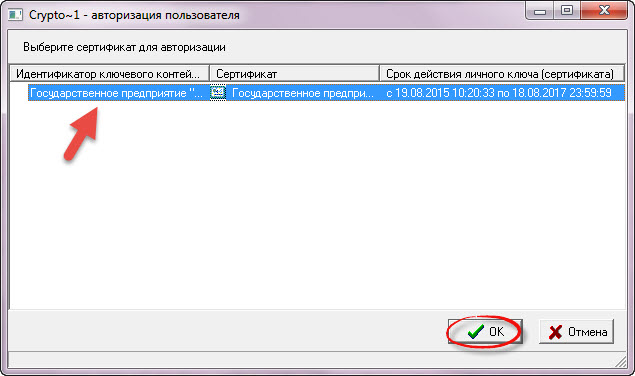 Crypto~1 - авторизация пользователя
Выберите сертификат для авторизации
Идентификатор ключевого контей... Сертификат Срок действия личного ключа (сертификата)
Государственное предприятие "... Государственное предпри... с 19.08.2015 10:20:33 по 18.08.2017 23:59:59
OK Отмена